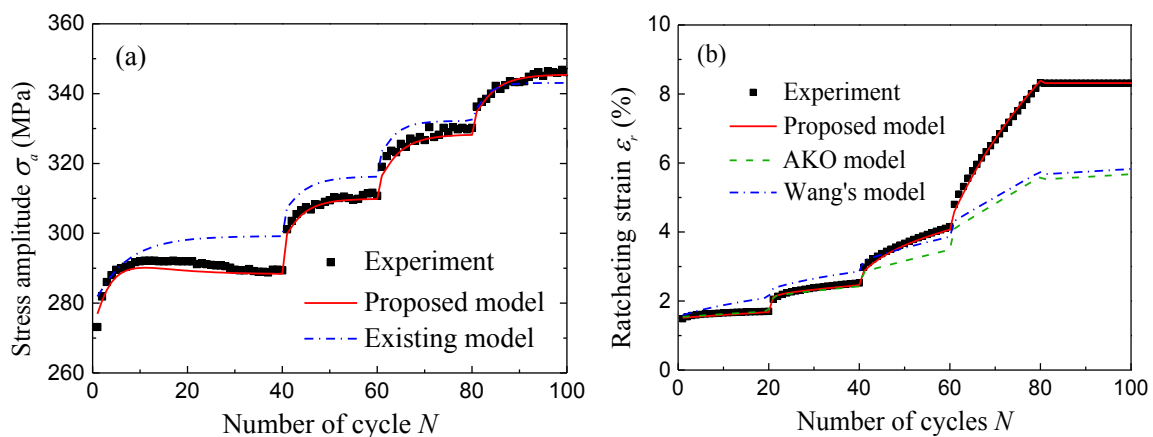 (a)
Stress amplitude σₐ (MPa)
360
340
320
300
280
260
0
20
40
60
80
100
Number of cycle N
Experiment
Proposed model
Existing model
(b)
Ratcheting strain εᵣ (%)
10
8
6
4
2
0
0
20
40
60
80
100
Number of cycles N
Experiment
Proposed model
AKO model
Wang's model